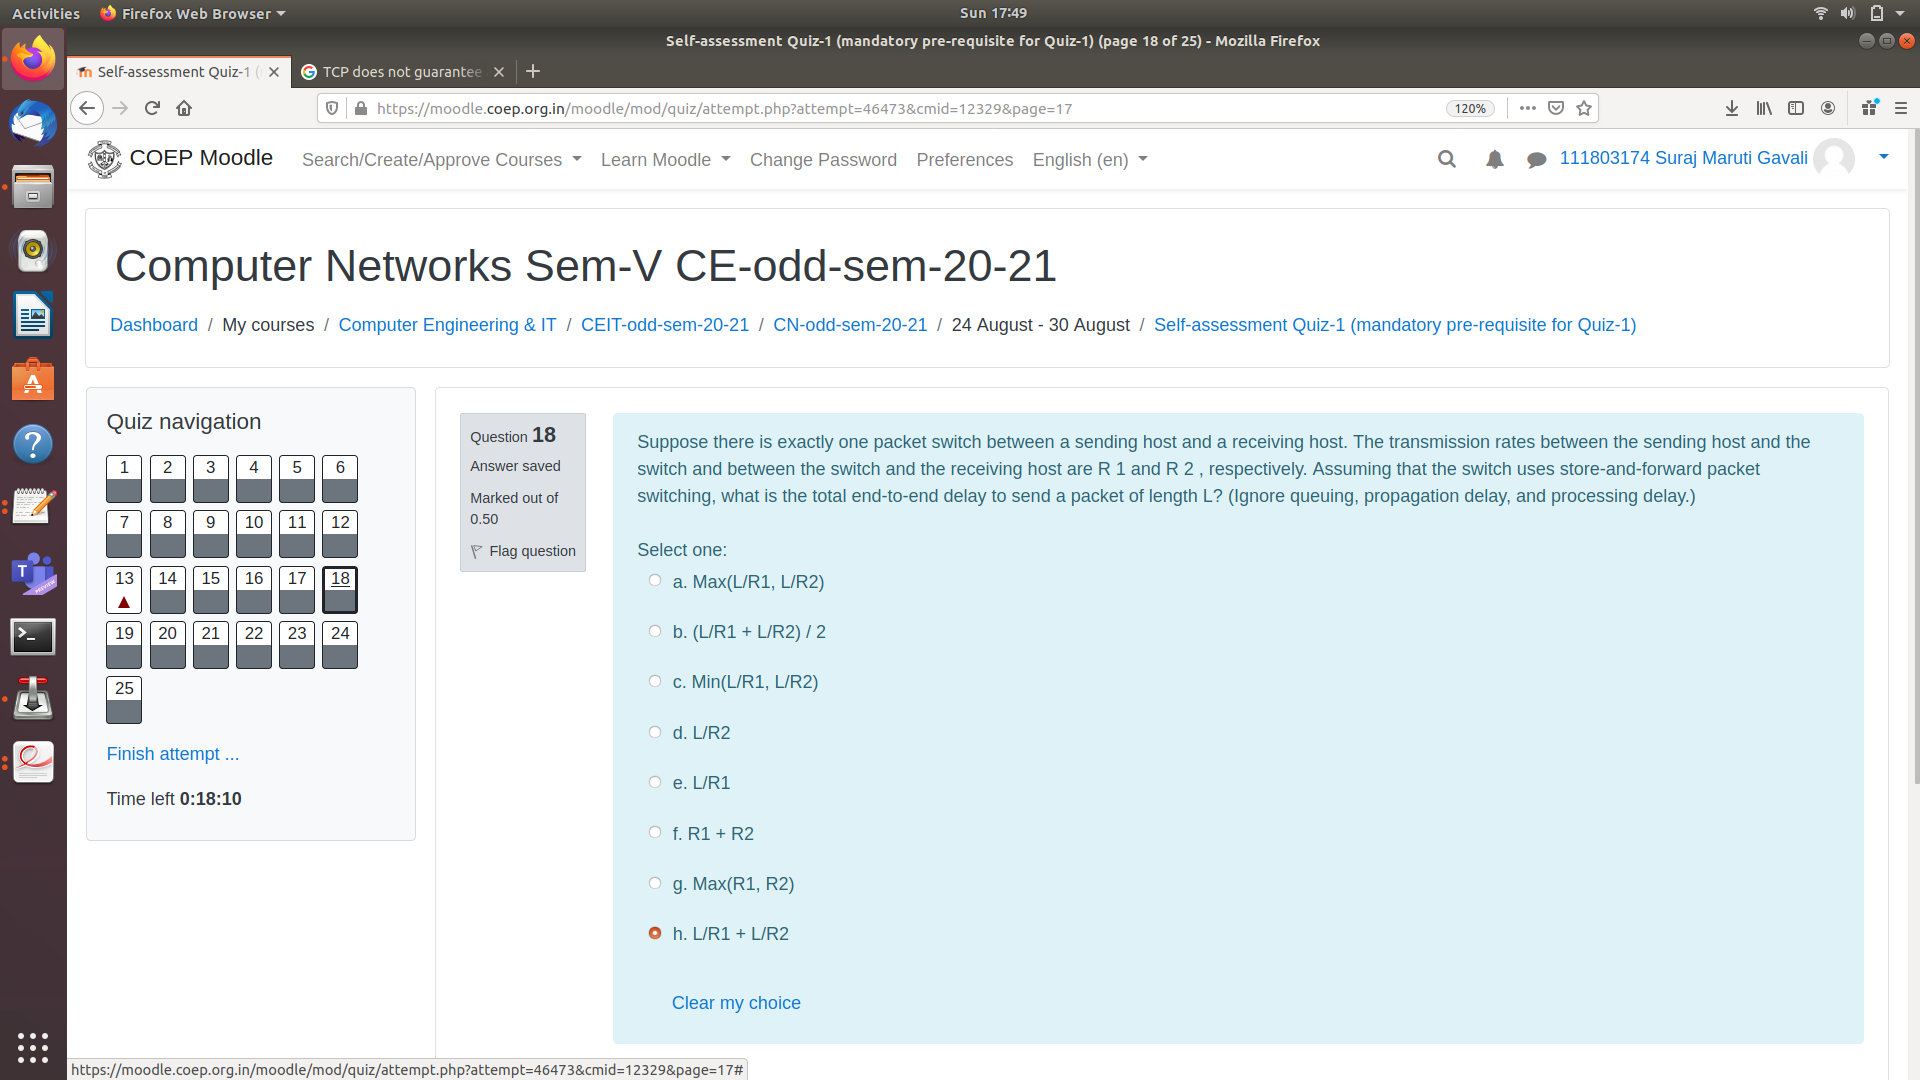 Activities Firefox Web Browser Sun 17:49
Self-assessment Quiz-1 (mandatory pre-requisite for Quiz-1) (page 18 of 25) - Mozilla Firefox
Self-assessment Quiz-1 ( TCP does not guarantee
https://moodle.coep.org.in/moodle/mod/quiz/attempt.php?attempt=46473&cmid=12329&page=17 120%
COEP Moodle Search/Create/Approve Courses Learn Moodle Change Password Preferences English (en) 111803174 Suraj Maruti Gavali
Computer Networks Sem-V CE-odd-sem-20-21
Dashboard / My courses / Computer Engineering & IT / CEIT-odd-sem-20-21 / CN-odd-sem-20-21 / 24 August - 30 August / Self-assessment Quiz-1 (mandatory pre-requisite for Quiz-1)
Quiz navigation
1 2 3 4 5 6
7 8 9 10 11 12
13 14 15 16 17 18
19 20 21 22 23 24
25
Finish attempt ...
Time left 0:18:10
Question 18
Answer saved
Marked out of
0.50
Flag question
Suppose there is exactly one packet switch between a sending host and a receiving host. The transmission rates between the sending host and the
switch and between the switch and the receiving host are R 1 and R 2 , respectively. Assuming that the switch uses store-and-forward packet
switching, what is the total end-to-end delay to send a packet of length L? (Ignore queuing, propagation delay, and processing delay.)
Select one:
a. Max(L/R1, L/R2)
b. (L/R1 + L/R2) / 2
c. Min(L/R1, L/R2)
d. L/R2
e. L/R1
f. R1 + R2
g. Max(R1, R2)
h. L/R1 + L/R2
Clear my choice
https://moodle.coep.org.in/moodle/mod/quiz/attempt.php?attempt=46473&cmid=12329&page=17#